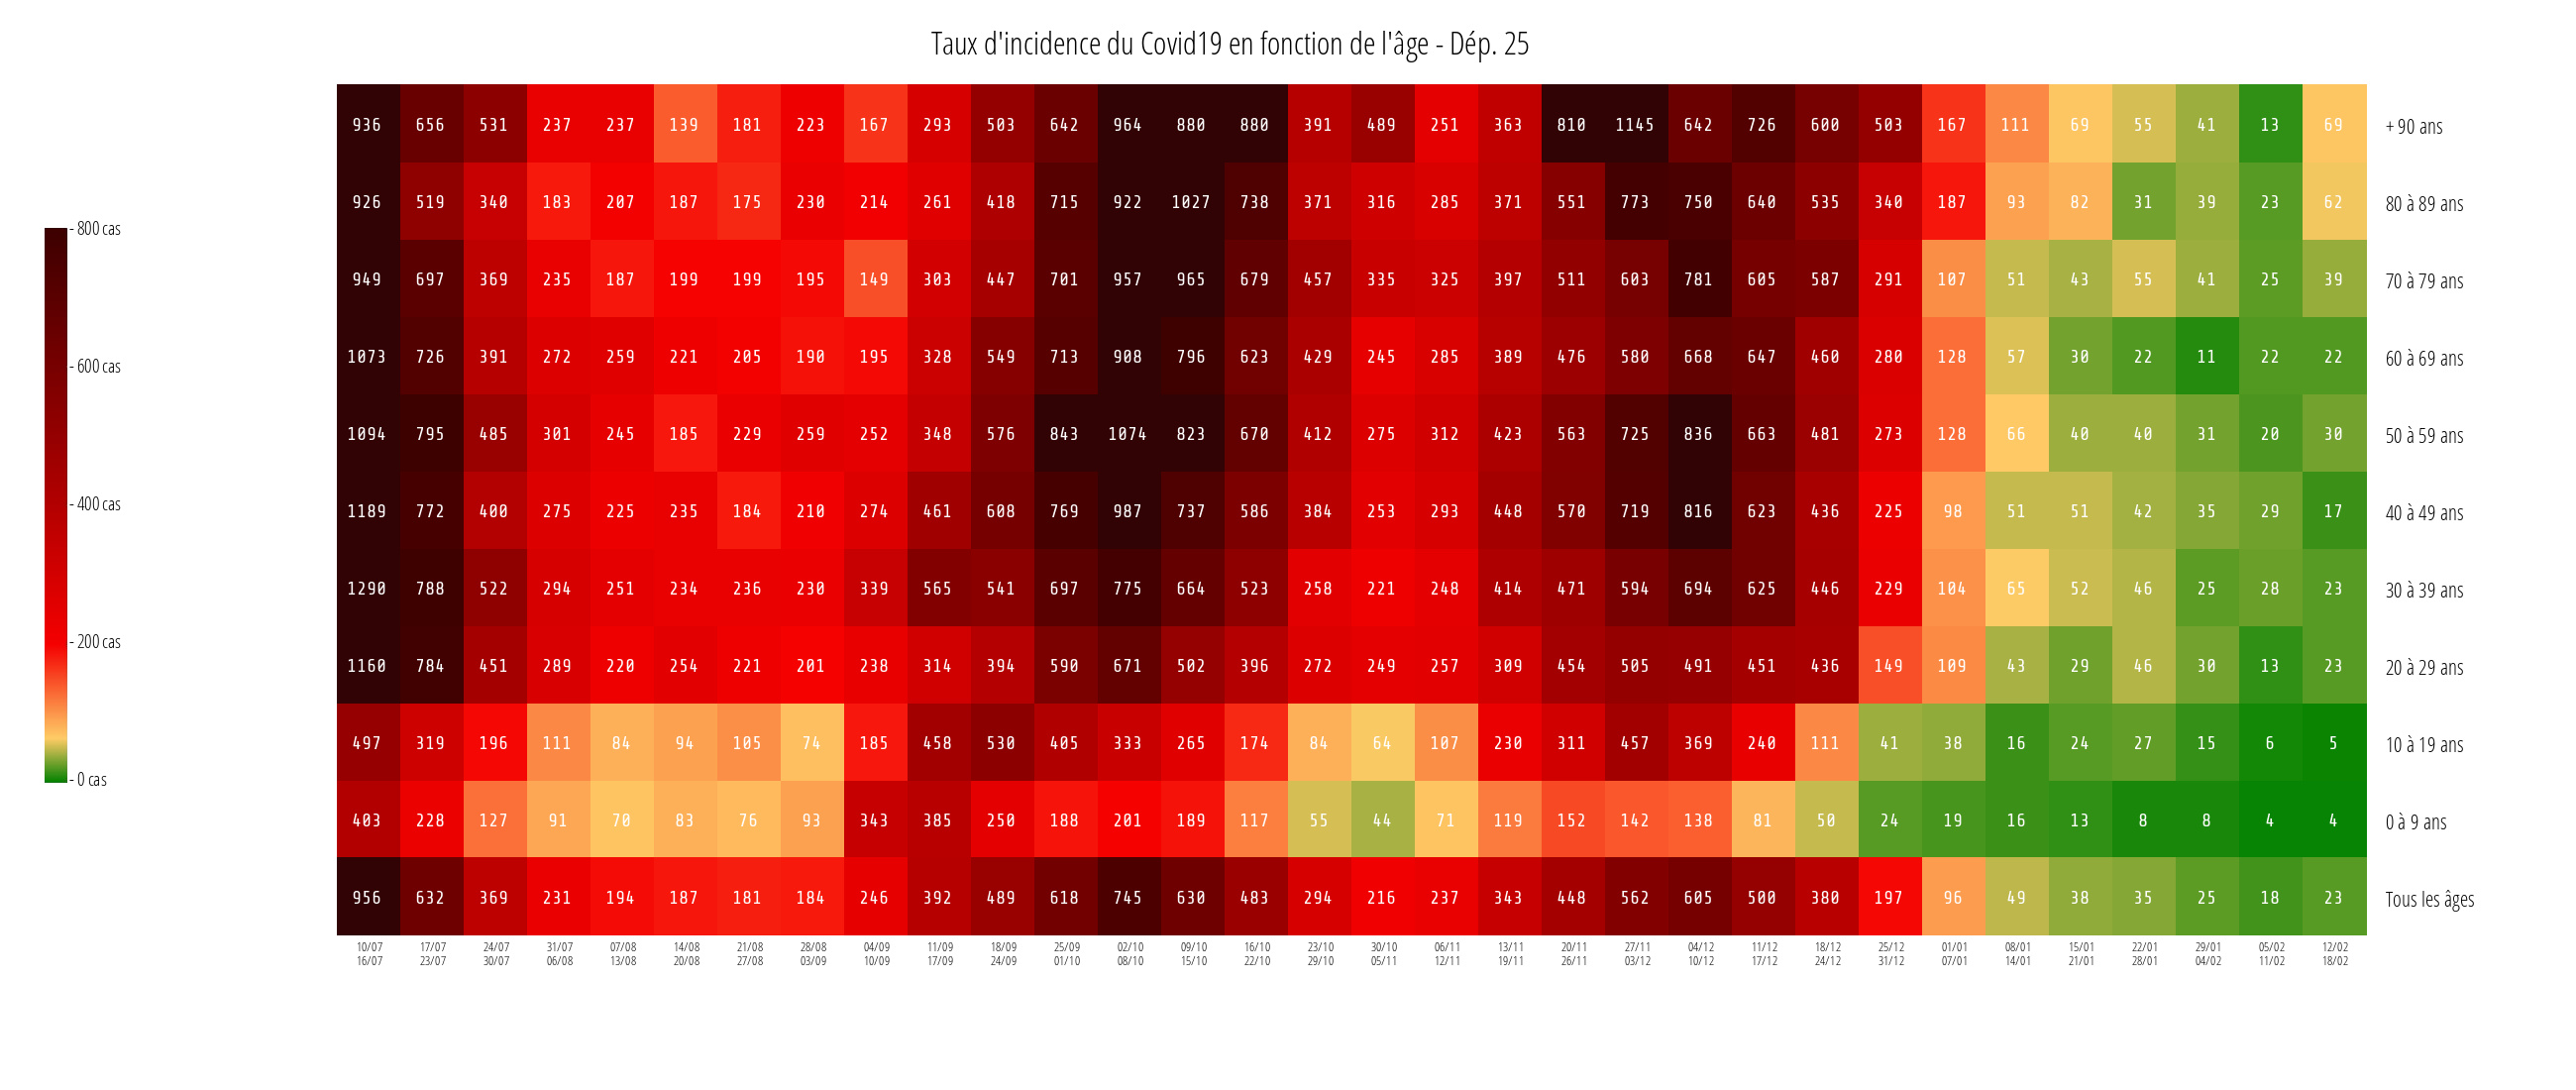 Taux d'incidence du Covid19 en fonction de l'âge - Dép. 25
- 800 cas
- 600 cas
- 400 cas
- 200 cas
- 0 cas
936 656 531 237 237 139 181 223 167 293 503 642 964 880 880 391 489 251 363 810 1145 642 726 600 503 167 111 69 55 41 13 69 + 90 ans
926 519 340 183 207 187 175 230 214 261 418 715 922 1027 738 371 316 285 371 551 773 750 640 535 340 187 93 82 31 39 23 62 80 à 89 ans
949 697 369 235 187 199 199 195 149 303 447 701 957 965 679 457 335 325 397 511 603 781 605 587 291 107 51 43 55 41 25 39 70 à 79 ans
1073 726 391 272 259 221 205 190 195 328 549 713 908 796 623 429 245 285 389 476 580 668 647 460 280 128 57 30 22 11 22 22 60 à 69 ans
1094 795 485 301 245 185 229 259 252 348 576 843 1074 823 670 412 275 312 423 563 725 836 663 481 273 128 66 40 40 31 20 30 50 à 59 ans
1189 772 400 275 225 235 184 210 274 461 608 769 987 737 586 384 253 293 448 570 719 816 623 436 225 98 51 51 42 35 29 17 40 à 49 ans
1290 788 522 294 251 234 236 230 339 565 541 697 775 664 523 258 221 248 414 471 594 694 625 446 229 104 65 52 46 25 28 23 30 à 39 ans
1160 784 451 289 220 254 221 201 238 314 394 590 671 502 396 272 249 257 309 454 505 491 451 436 149 109 43 29 46 30 13 23 20 à 29 ans
497 319 196 111 84 94 105 74 185 458 530 405 333 265 174 84 64 107 230 311 457 369 240 111 41 38 16 24 27 15 6 5 10 à 19 ans
403 228 127 91 70 83 76 93 343 385 250 188 201 189 117 55 44 71 119 152 142 138 81 50 24 19 16 13 8 8 4 4 0 à 9 ans
956 632 369 231 194 187 181 184 246 392 489 618 745 630 483 294 216 237 343 448 562 605 500 380 197 96 49 38 35 25 18 23 Tous les âges
10/07 17/07 24/07 31/07 07/08 14/08 21/08 28/08 04/09 11/09 18/09 25/09 02/10 09/10 16/10 23/10 30/10 06/11 13/11 20/11 27/11 04/12 11/12 18/12 25/12 01/01 08/01 15/01 22/01 29/01 05/02 12/02
16/07 23/07 30/07 06/08 13/08 20/08 27/08 03/09 10/09 17/09 24/09 01/10 08/10 15/10 22/10 29/10 05/11 12/11 19/11 26/11 03/12 10/12 17/12 24/12 31/12 07/01 14/01 21/01 28/01 04/02 11/02 18/02